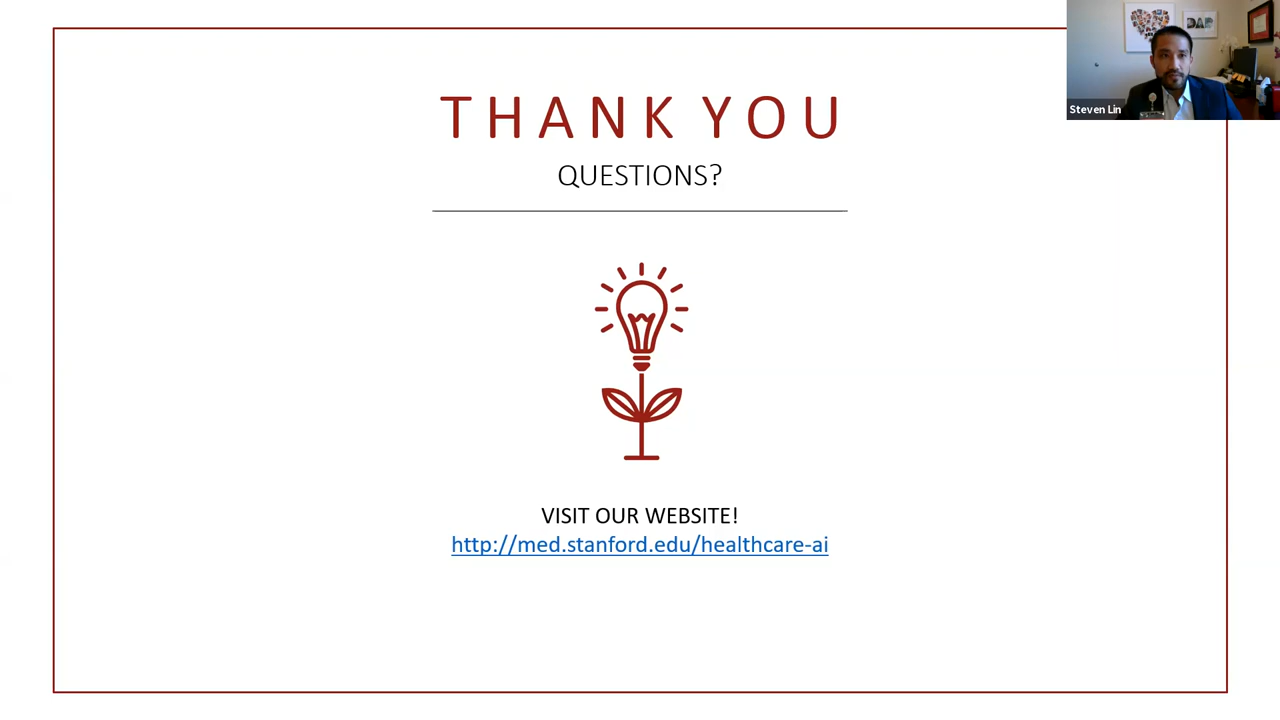 THANK YOU
QUESTIONS?
VISIT OUR WEBSITE!
http://med.stanford.edu/healthcare-ai
Steven Lin